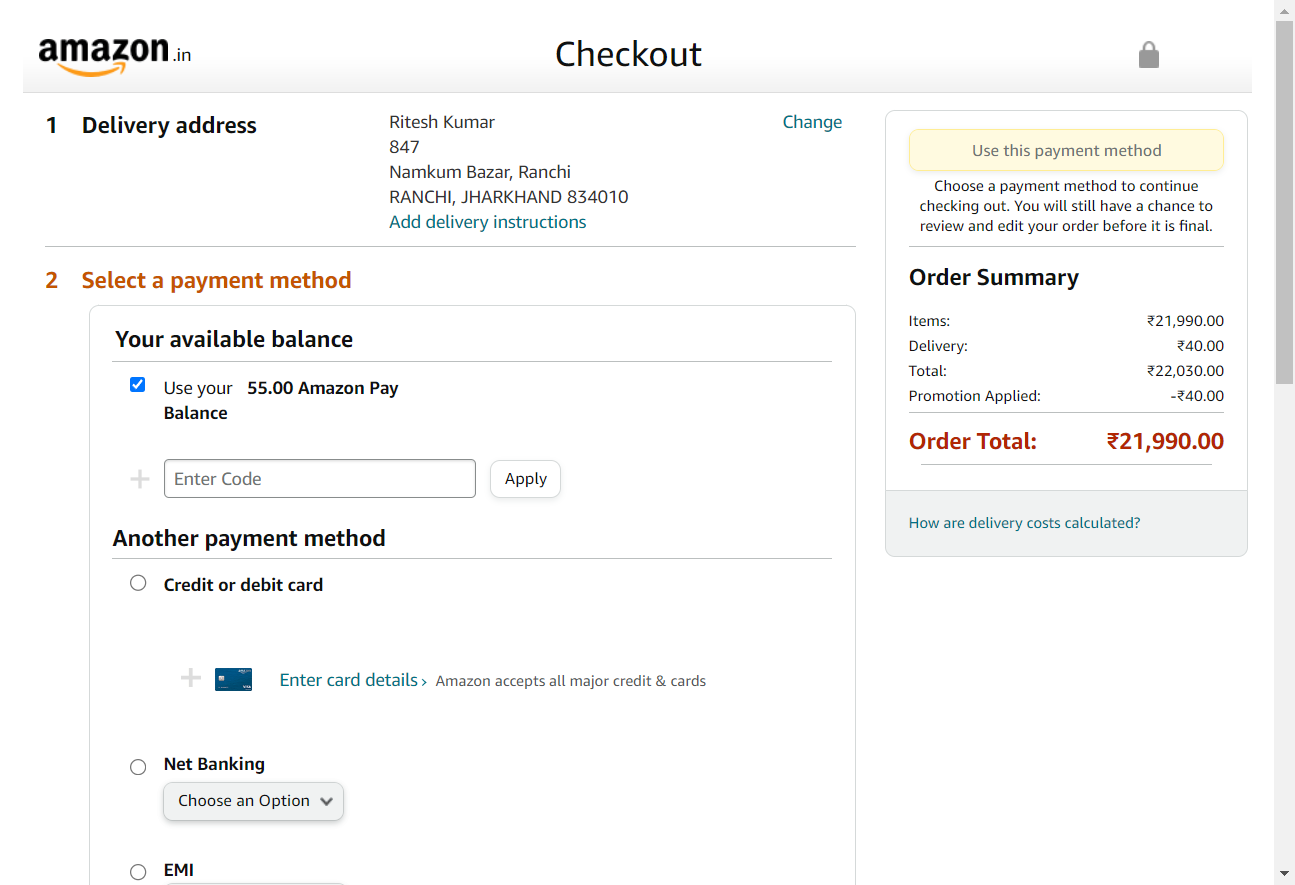 amazon.in
Checkout
1 Delivery address
Ritesh Kumar
847
Namkum Bazar, Ranchi
RANCHI, JHARKHAND 834010
Add delivery instructions
Change
2 Select a payment method
Your available balance
Use your 55.00 Amazon Pay
Balance
Enter Code
Apply
Another payment method
Credit or debit card
Enter card details › Amazon accepts all major credit & cards
Net Banking
Choose an Option
EMI
Use this payment method
Choose a payment method to continue
checking out. You will still have a chance to
review and edit your order before it is final.
Order Summary
Items: ₹21,990.00
Delivery: ₹40.00
Total: ₹22,030.00
Promotion Applied: -₹40.00
Order Total: ₹21,990.00
How are delivery costs calculated?